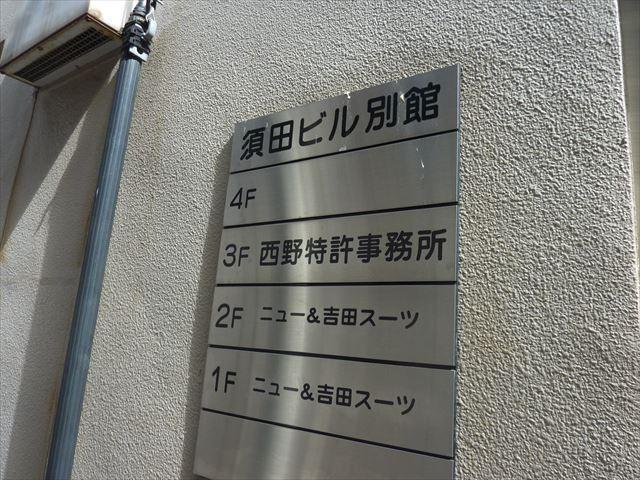 須田ビル別館
4F
3F 西野特許事務所
2F ニュー&吉田スーツ
1F ニュー&吉田スーツ